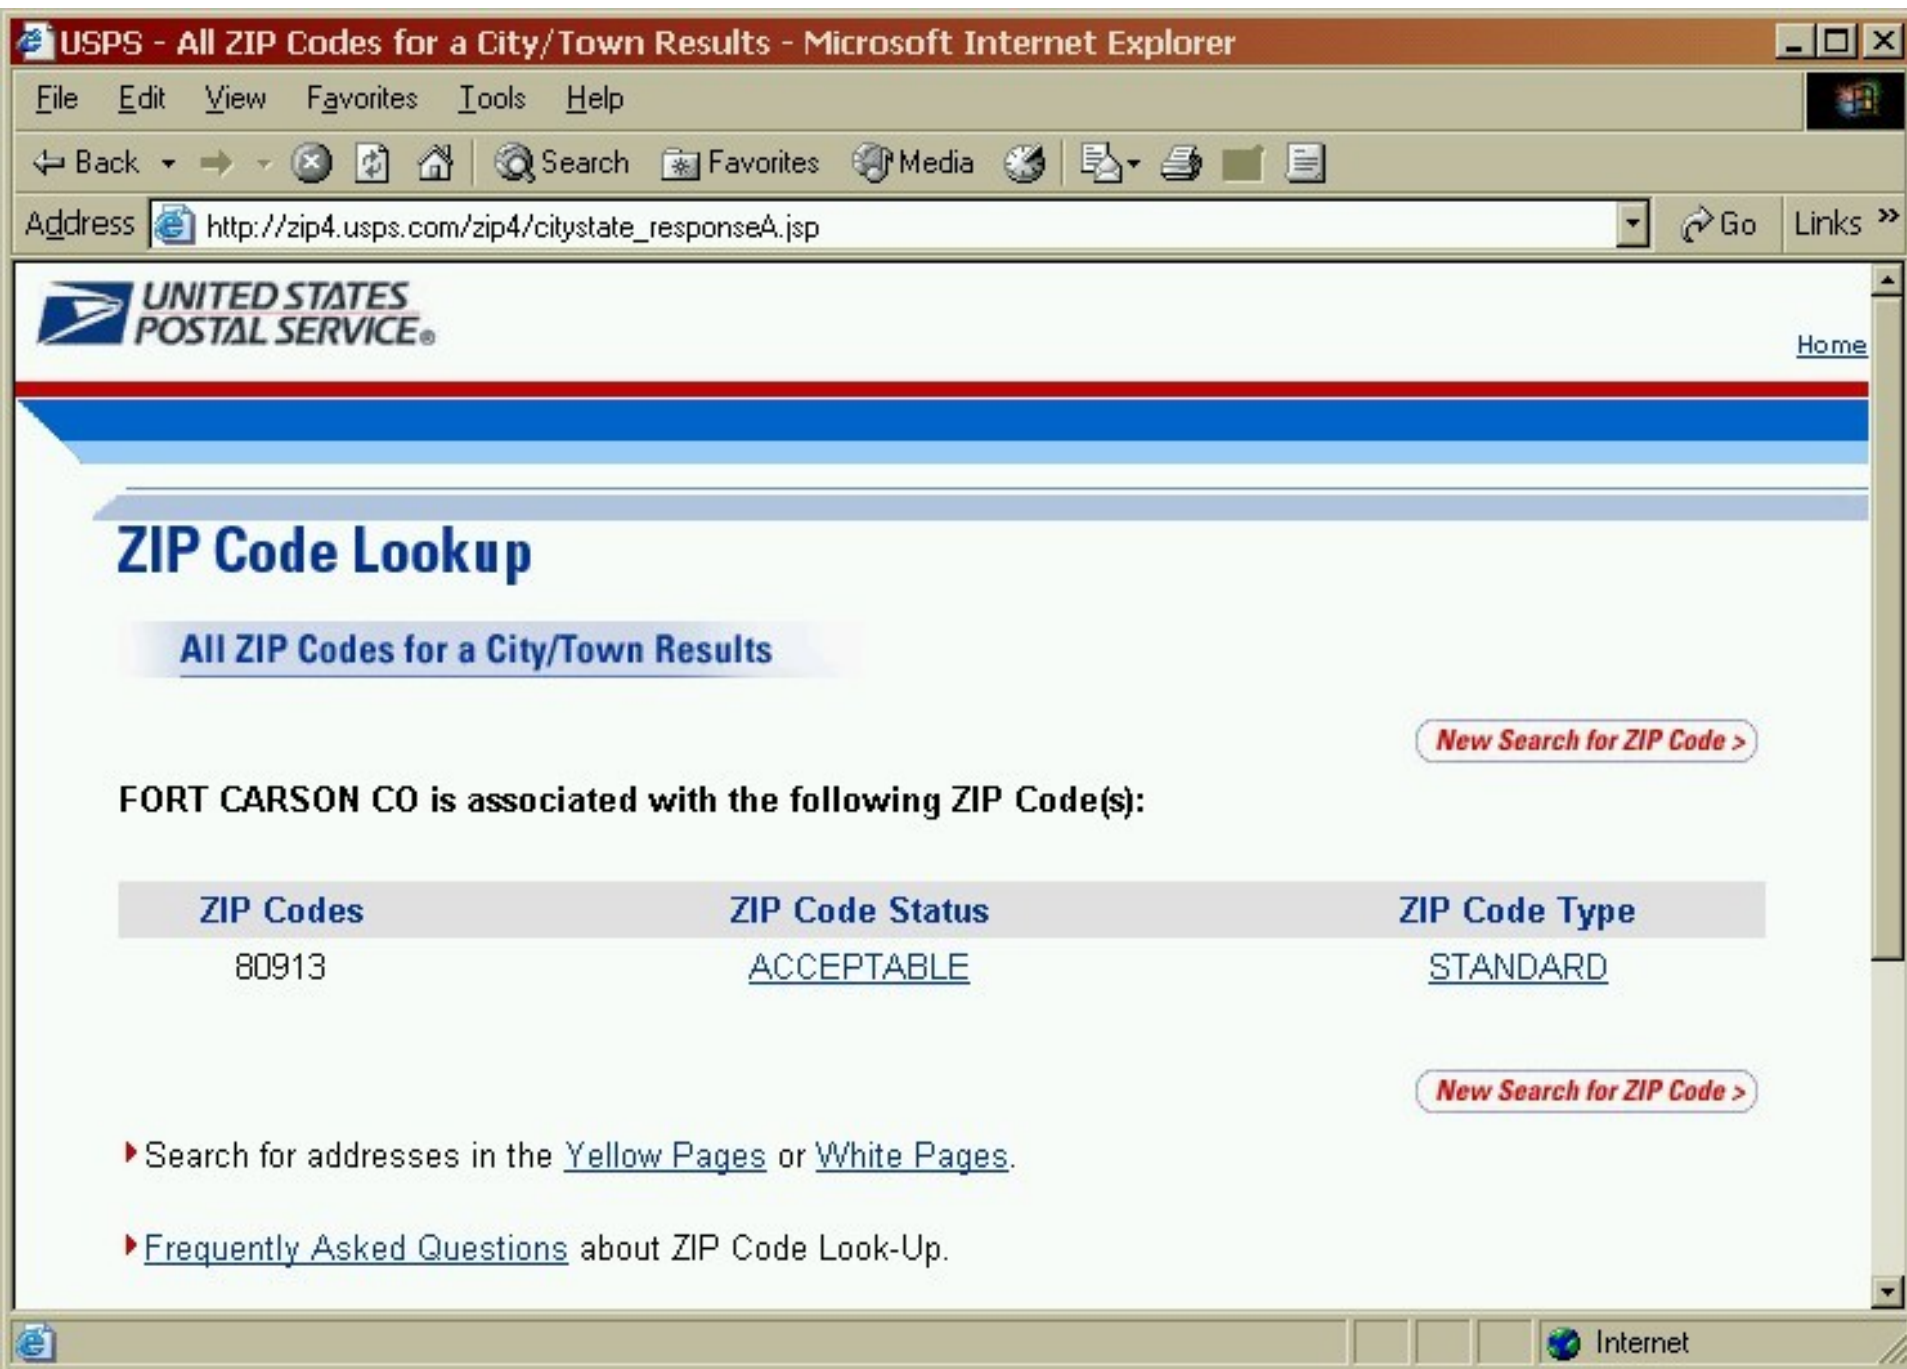 USPS - All ZIP Codes for a City/Town Results - Microsoft Internet Explorer
File Edit View Favorites Tools Help
Back Search Favorites Media
Address http://zip4.usps.com/zip4/citystate_responseA.jsp Go Links »
UNITED STATES
POSTAL SERVICE®
Home
ZIP Code Lookup
All ZIP Codes for a City/Town Results
New Search for ZIP Code >
FORT CARSON CO is associated with the following ZIP Code(s):
ZIP Codes ZIP Code Status ZIP Code Type
80913 ACCEPTABLE STANDARD
New Search for ZIP Code >
Search for addresses in the Yellow Pages or White Pages.
Frequently Asked Questions about ZIP Code Look-Up.
Internet